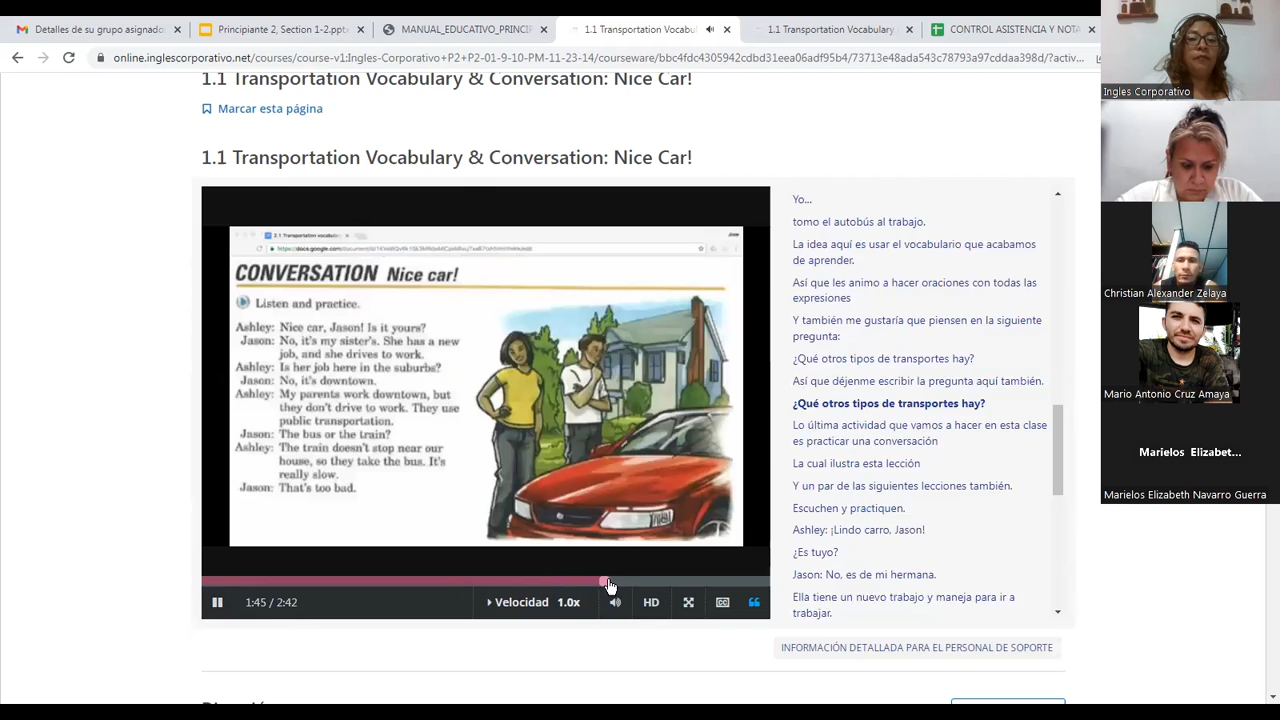 Detalles de su grupo asignado
Principiante 2, Section 1-2.ppt
MANUAL_EDUCATIVO_PRINCI
1.1 Transportation Vocabu
1.1 Transportation Vocabulary
CONTROL ASISTENCIA Y NOTA
online.inglescorporativo.net/courses/course-v1:Ingles-Corporativo+P2+P2-01-9-10-PM-11-23-14/courseware/bbc4fdc4305942cdbd31eea06adf95b4/73713e48ada543c78793a97cddaa398d/?activ...
1.1 Transportation Vocabulary & Conversation: Nice Car!
Marcar esta página
1.1 Transportation Vocabulary & Conversation: Nice Car!
CONVERSATION Nice car!
Listen and practice.
Ashley: Nice car, Jason! Is it yours?
Jason: No, it's my sister's. She has a new
job, and she drives to work.
Ashley: Is her job here in the suburbs?
Jason: No, it's downtown.
Ashley: My parents work downtown, but
they don't drive to work. They use
public transportation.
Jason: The bus or the train?
Ashley: The train doesn't stop near our
house, so they take the bus. It's
really slow.
Jason: That's too bad.
1:45 / 2:42
Velocidad 1.0x
HD
Yo...
tomo el autobús al trabajo.
La idea aquí es usar el vocabulario que acabamos
de aprender.
Así que les animo a hacer oraciones con todas las
expresiones
Y también me gustaría que piensen en la siguiente
pregunta:
¿Qué otros tipos de transportes hay?
Así que déjenme escribir la pregunta aquí también.
¿Qué otros tipos de transportes hay?
Lo última actividad que vamos a hacer en esta clase
es practicar una conversación
La cual ilustra esta lección
Y un par de las siguientes lecciones también.
Escuchen y practiquen.
Ashley: ¡Lindo carro, Jason!
¿Es tuyo?
Jason: No, es de mi hermana.
Ella tiene un nuevo trabajo y maneja para ir a
trabajar.
INFORMACIÓN DETALLADA PARA EL PERSONAL DE SOPORTE
Ingles Corporativo
Christian Alexander Zelaya
Mario Antonio Cruz Amaya
Marielos Elizabet...
Marielos Elizabeth Navarro Guerra